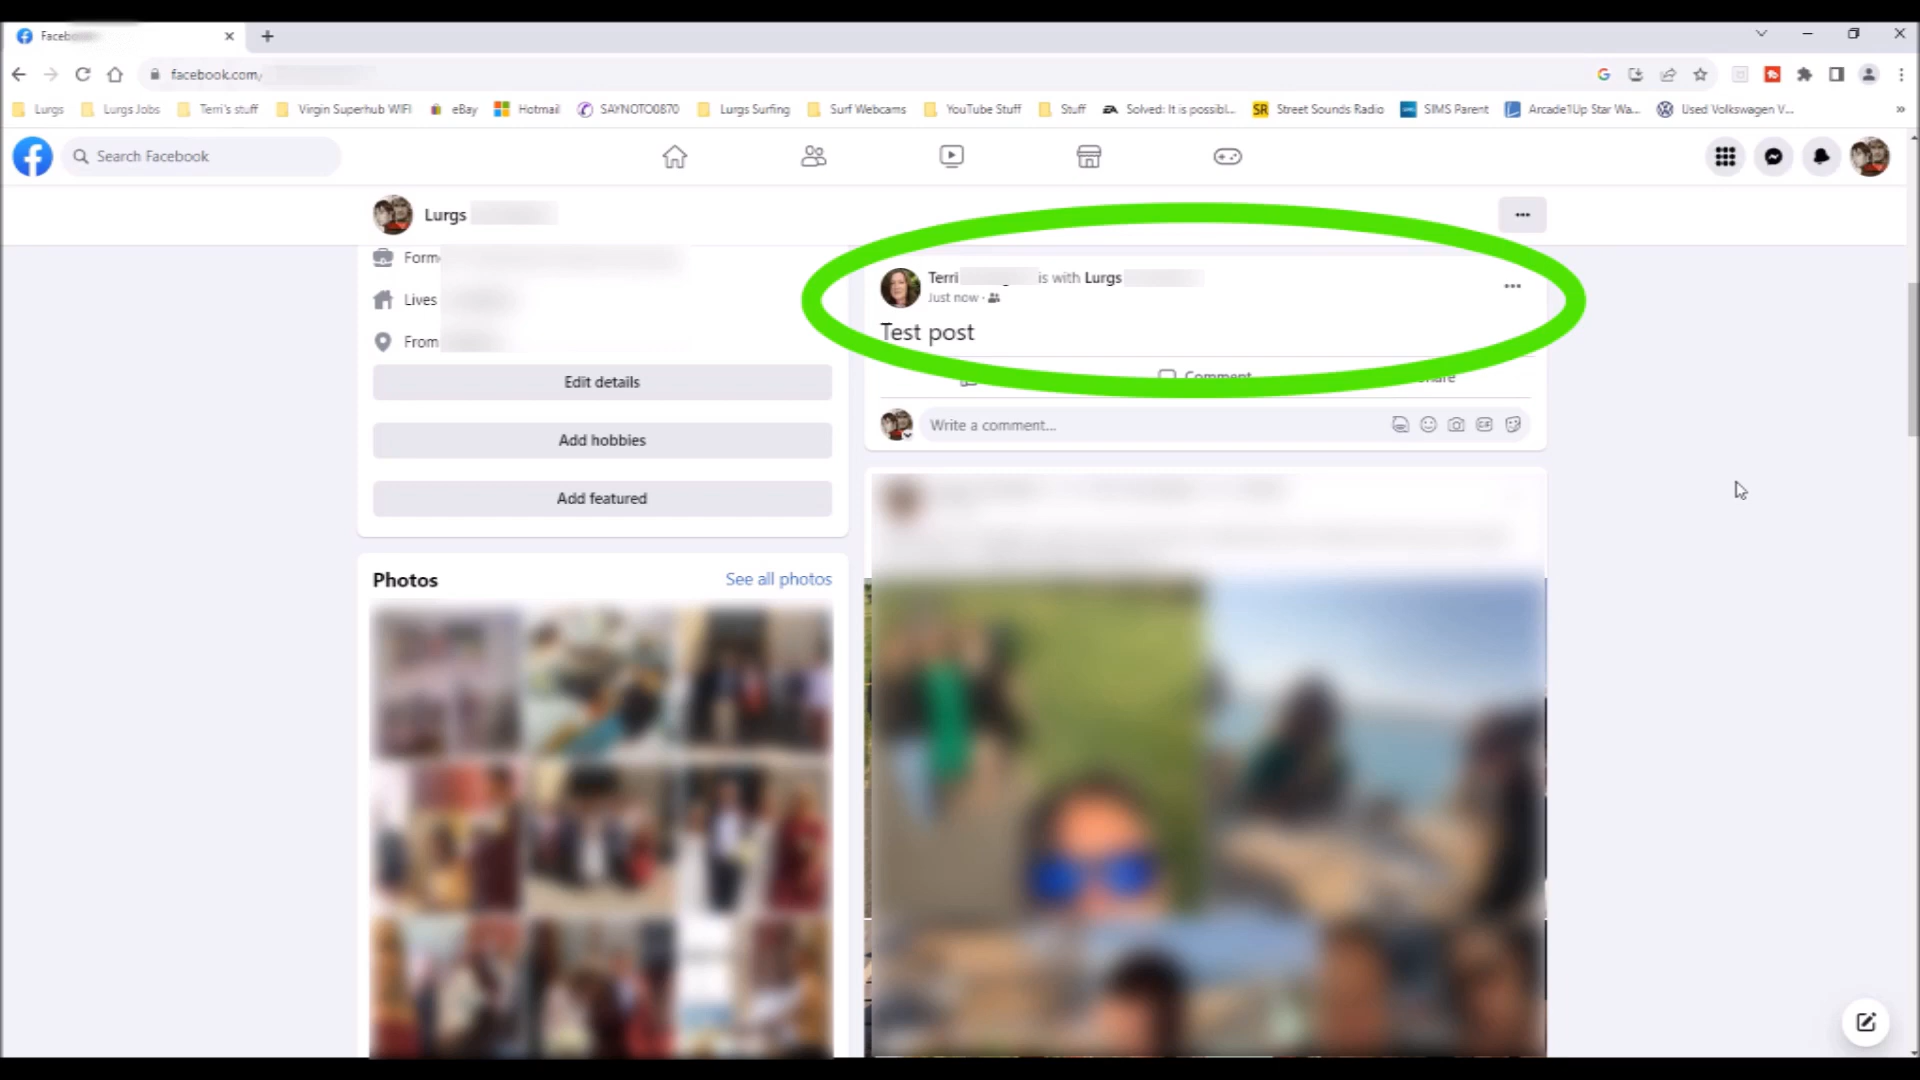 Faceb
facebook.com/
Lurgs Lurgs Jobs Terri's stuff Virgin Superhub WIFI eBay Hotmail SAYNOTO0870 Lurgs Surfing Surf Webcams YouTube Stuff Stuff Solved: It is possibl... Street Sounds Radio SIMS Parent Arcade1Up Star Wa... Used Volkswagen V...
Search Facebook
Lurgs
Form
Lives
From
Edit details
Add hobbies
Add featured
Photos See all photos
Terri is with Lurgs
Just now
Test post
Comment
Write a comment...